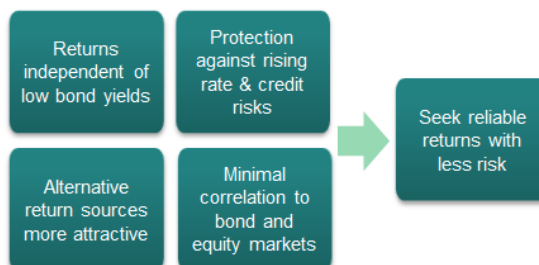 Returns
independent of
low bond yields
Protection
against rising
rate & credit
risks
Alternative
return sources
more attractive
Minimal
correlation to
bond and
equity markets
Seek reliable
returns with
less risk